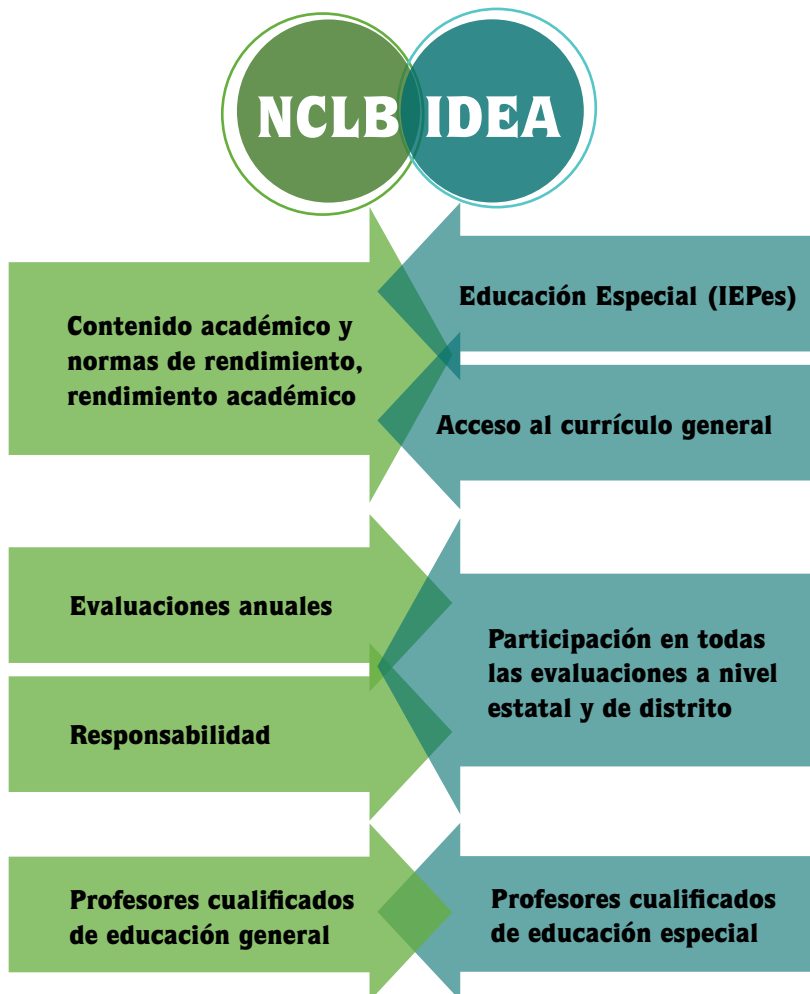 NCLB IDEA
Contenido académico y
normas de rendimiento,
rendimiento académico
Educación Especial (IEPes)
Acceso al currículo general
Evaluaciones anuales
Responsabilidad
Participación en todas
las evaluaciones a nivel
estatal y de distrito
Profesores cualificados
de educación general
Profesores cualificados
de educación especial